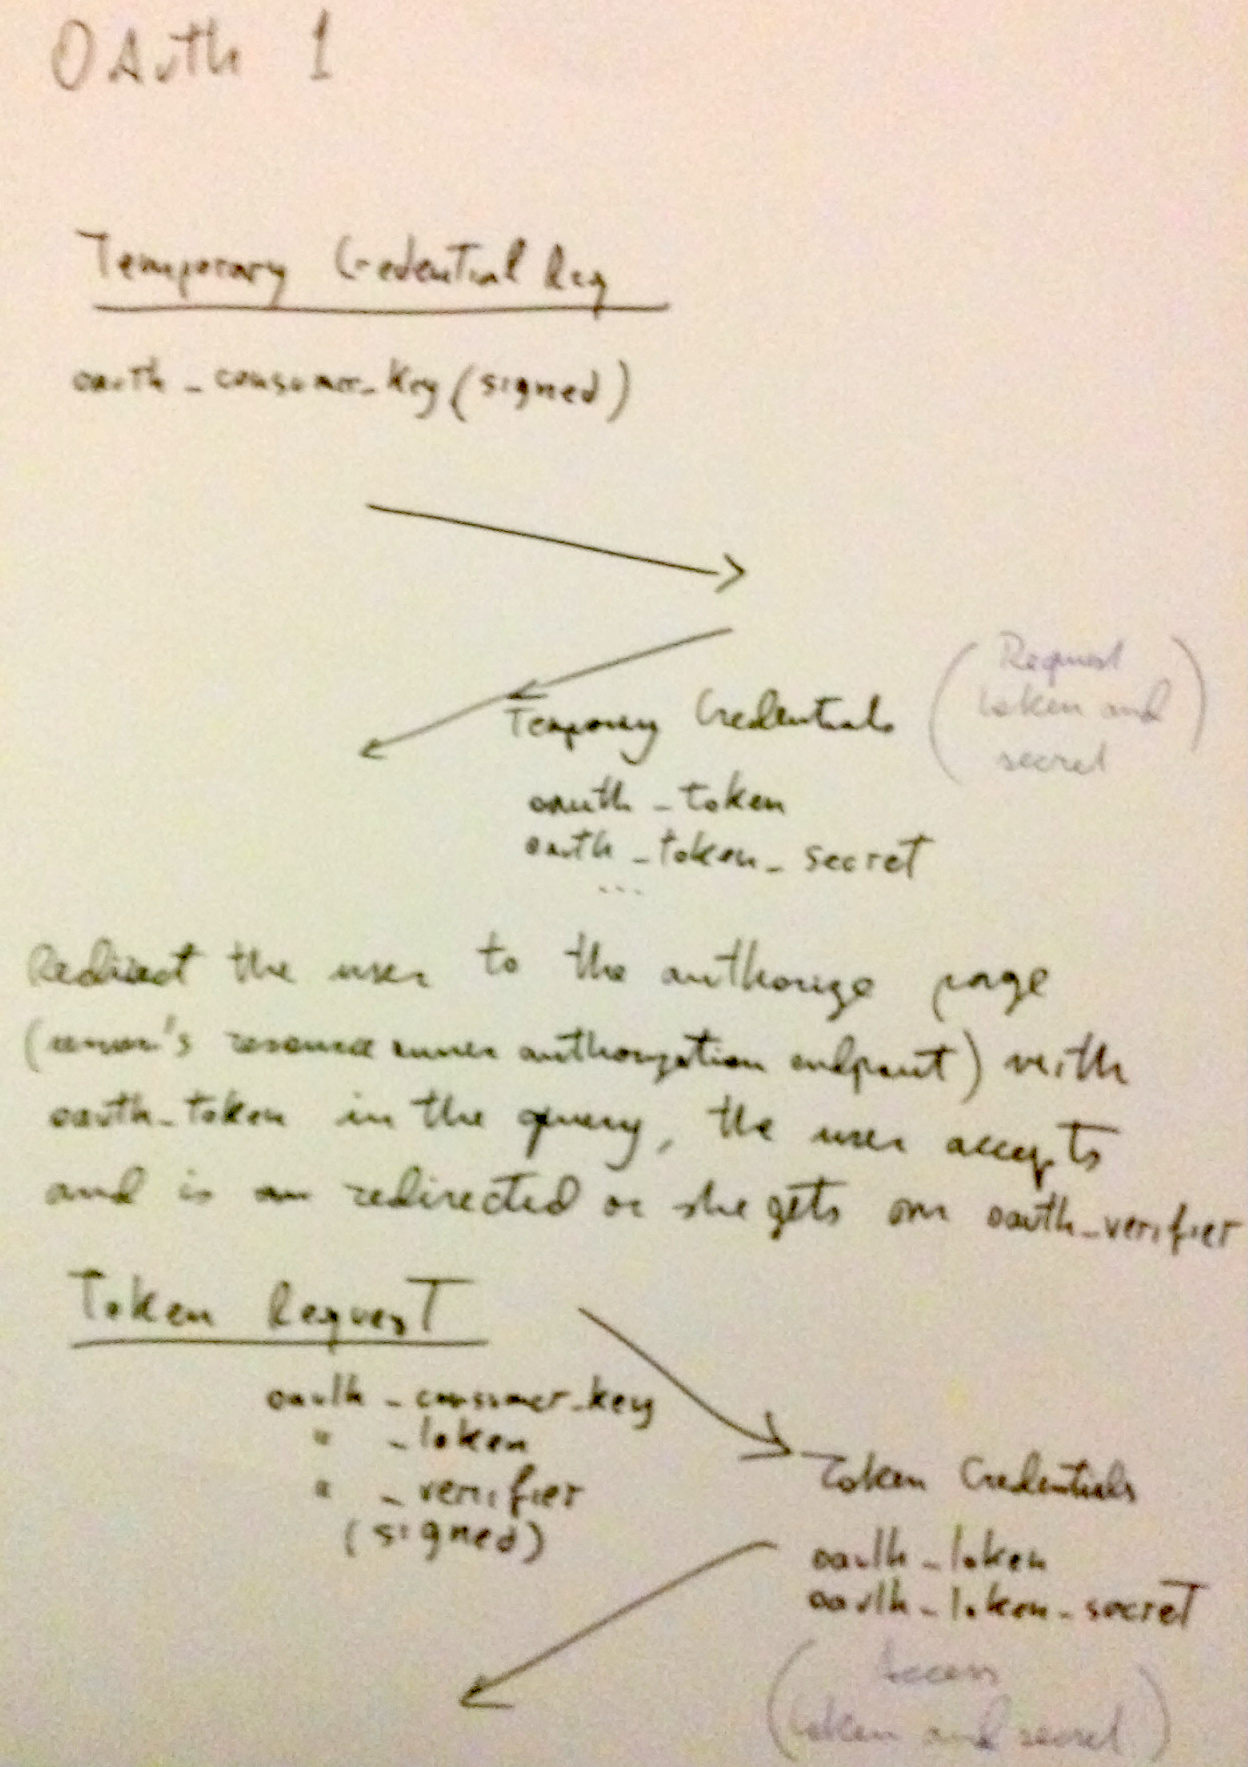 OAuth 1
Temporary Credential Req
oauth_consumer_key (signed)
(Request
token and
secret)
Temporary Credentials
oauth_token
oauth_token_secret
...
Redirect the user to the authorize page
(server's resource owner authorization endpoint) with
oauth_token in the query, the user accepts
and is redirected or she gets an oauth_verifier
Token Request
oauth_consumer_key
" _token
" _verifier
(signed)
Token Credentials
oauth_token
oauth_token_secret
(Access
token and secret)